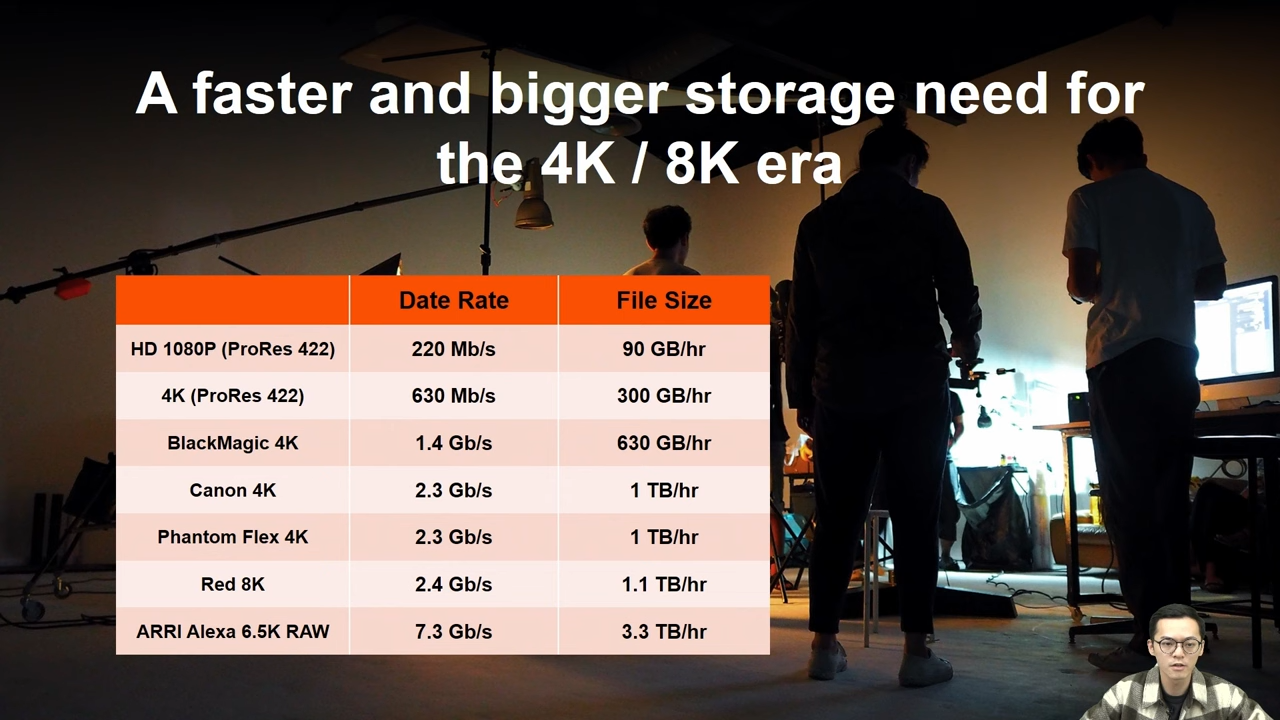 A faster and bigger storage need for
the 4K / 8K era
Date Rate File Size
HD 1080P (ProRes 422) 220 Mb/s 90 GB/hr
4K (ProRes 422) 630 Mb/s 300 GB/hr
BlackMagic 4K 1.4 Gb/s 630 GB/hr
Canon 4K 2.3 Gb/s 1 TB/hr
Phantom Flex 4K 2.3 Gb/s 1 TB/hr
Red 8K 2.4 Gb/s 1.1 TB/hr
ARRI Alexa 6.5K RAW 7.3 Gb/s 3.3 TB/hr